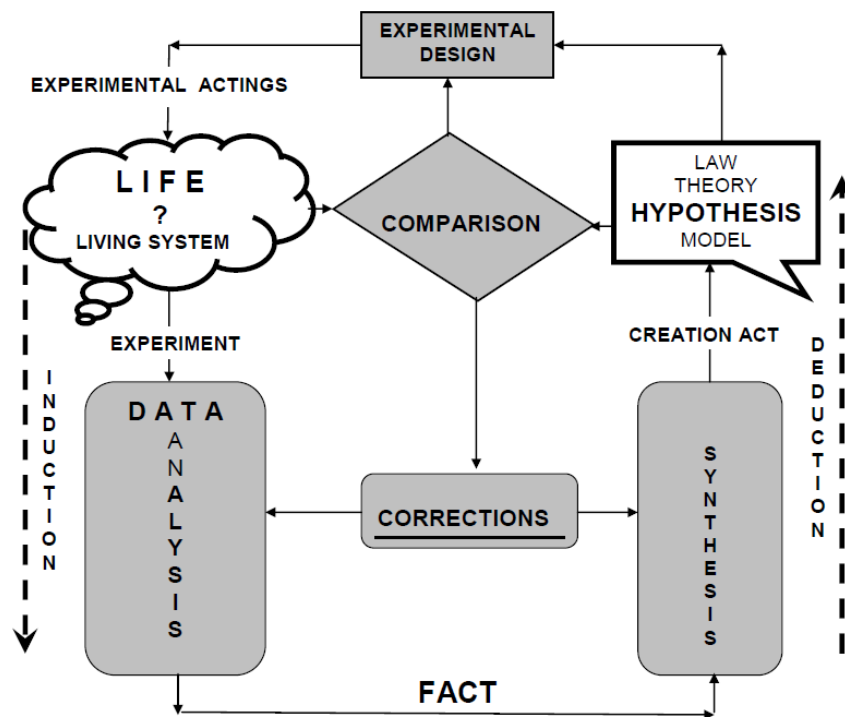 EXPERIMENTAL
DESIGN
EXPERIMENTAL ACTINGS
LIFE
?
LIVING SYSTEM
COMPARISON
LAW
THEORY
HYPOTHESIS
MODEL
EXPERIMENT
CREATION ACT
INDUCTION
DATA
ANALYSIS
CORRECTIONS
SYNTHESIS
DEDUCTION
FACT